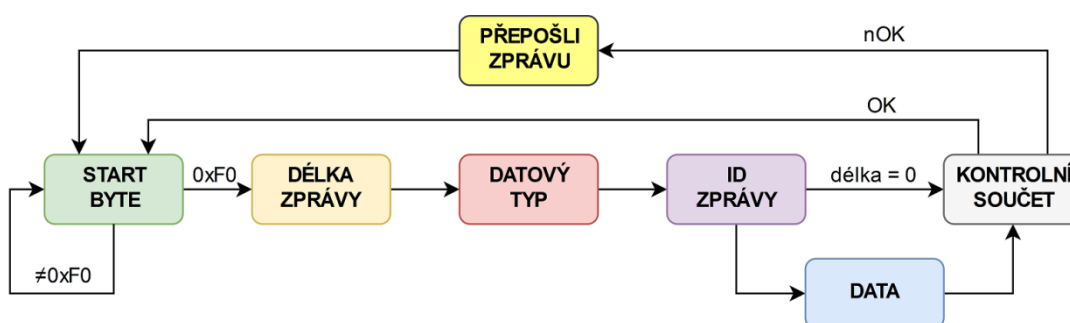 PŘEPOŠLI
ZPRÁVU
nOK
OK
START
BYTE
0xF0
DÉLKA
ZPRÁVY
DATOVÝ
TYP
ID
ZPRÁVY
délka = 0
KONTROLNÍ
SOUČET
≠0xF0
DATA